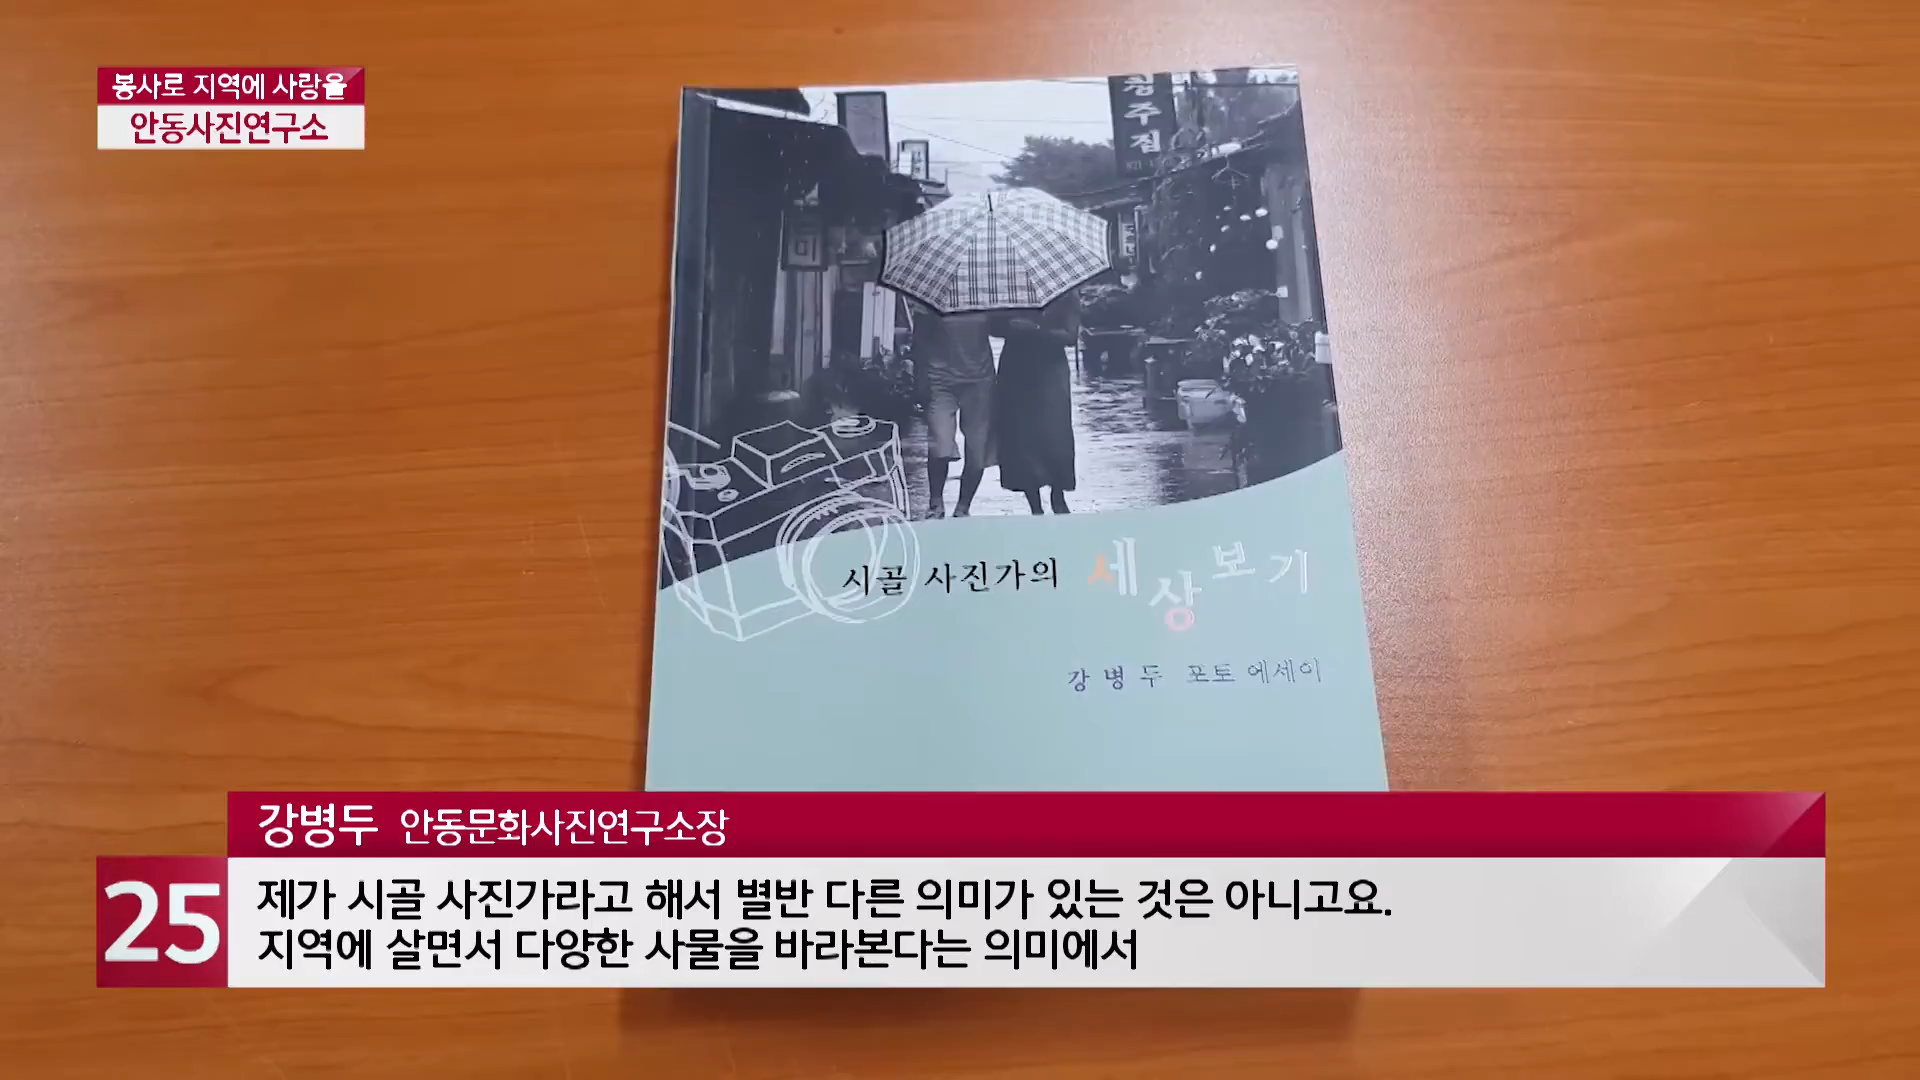 봉사로 지역에 사랑을
안동사진연구소
광주집
미
시골 사진가의 세상보기
강병두 포토 에세이
강병두 안동문화사진연구소장
25
제가 시골 사진가라고 해서 별반 다른 의미가 있는 것은 아니고요.
지역에 살면서 다양한 사물을 바라본다는 의미에서